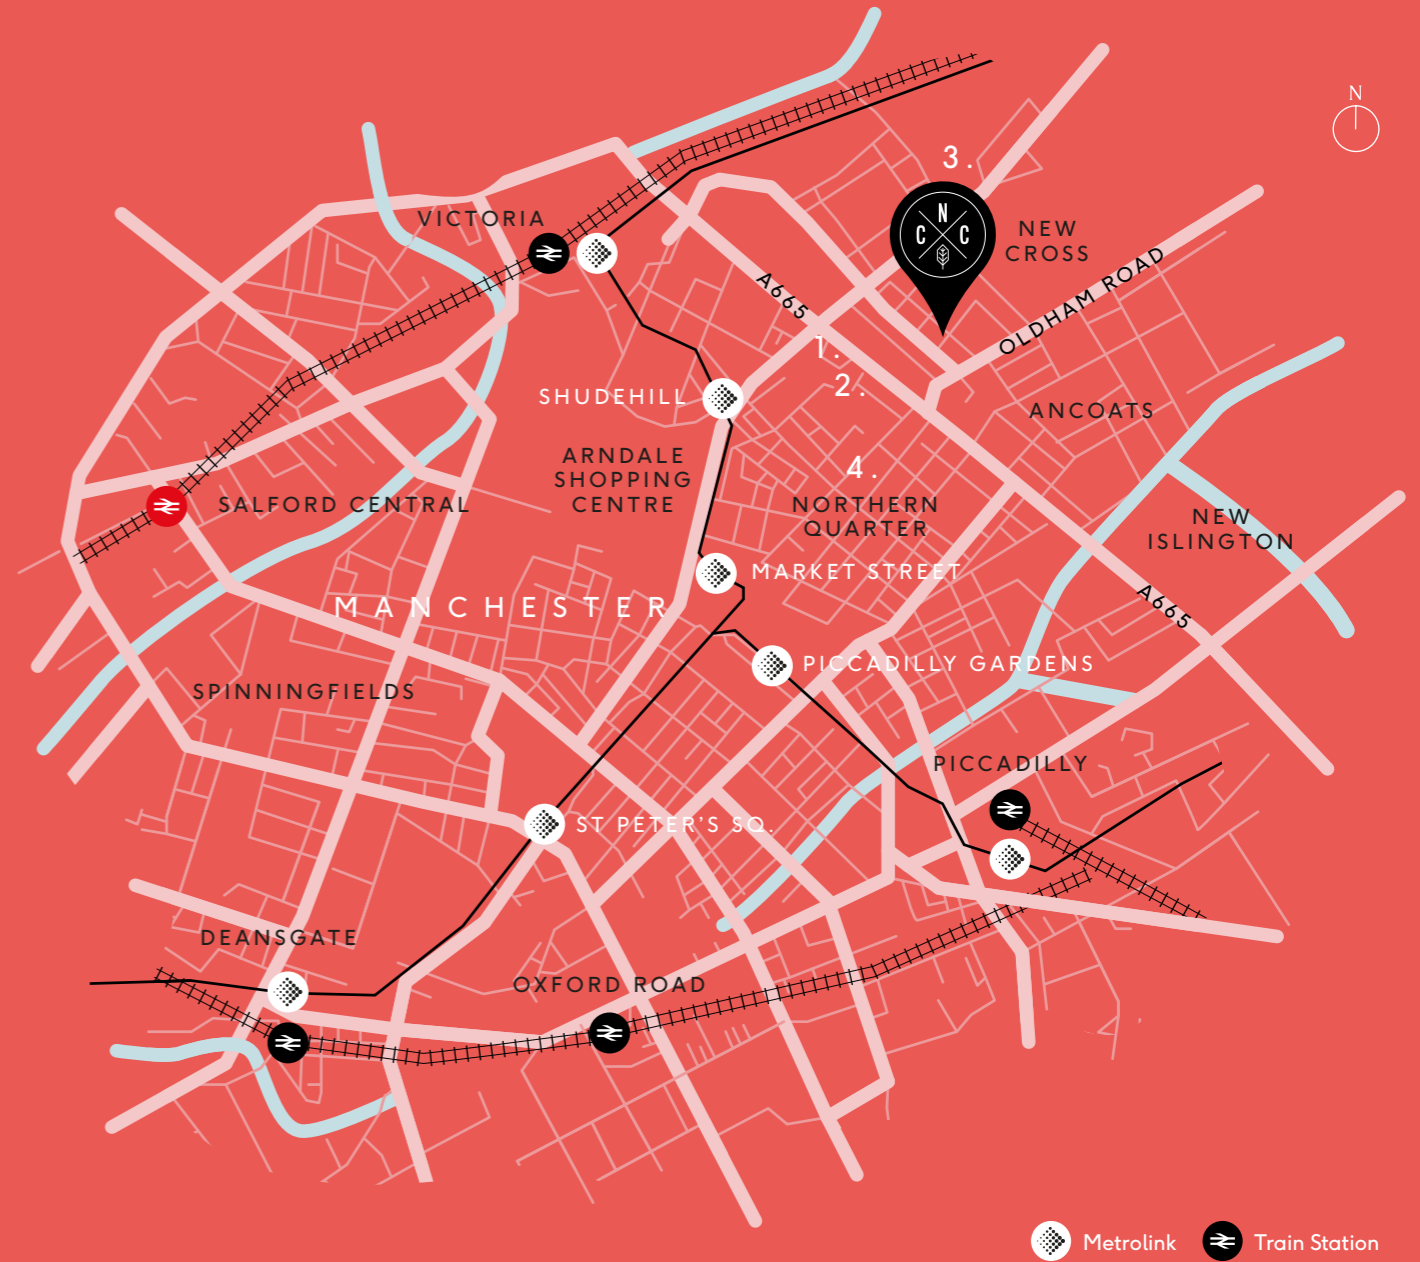 N
3.
VICTORIA
N
C C
NEW
CROSS
A665
OLDHAM ROAD
1.
2.
SHUDEHILL
ANCOATS
ARNDALE
SHOPPING
CENTRE
4.
SALFORD CENTRAL
NORTHERN
QUARTER
NEW
ISLINGTON
MARKET STREET
MANCHESTER
A665
PICCADILLY GARDENS
SPINNINGFIELDS
PICCADILLY
ST PETER'S SQ.
DEANSGATE
OXFORD ROAD
Metrolink
Train Station